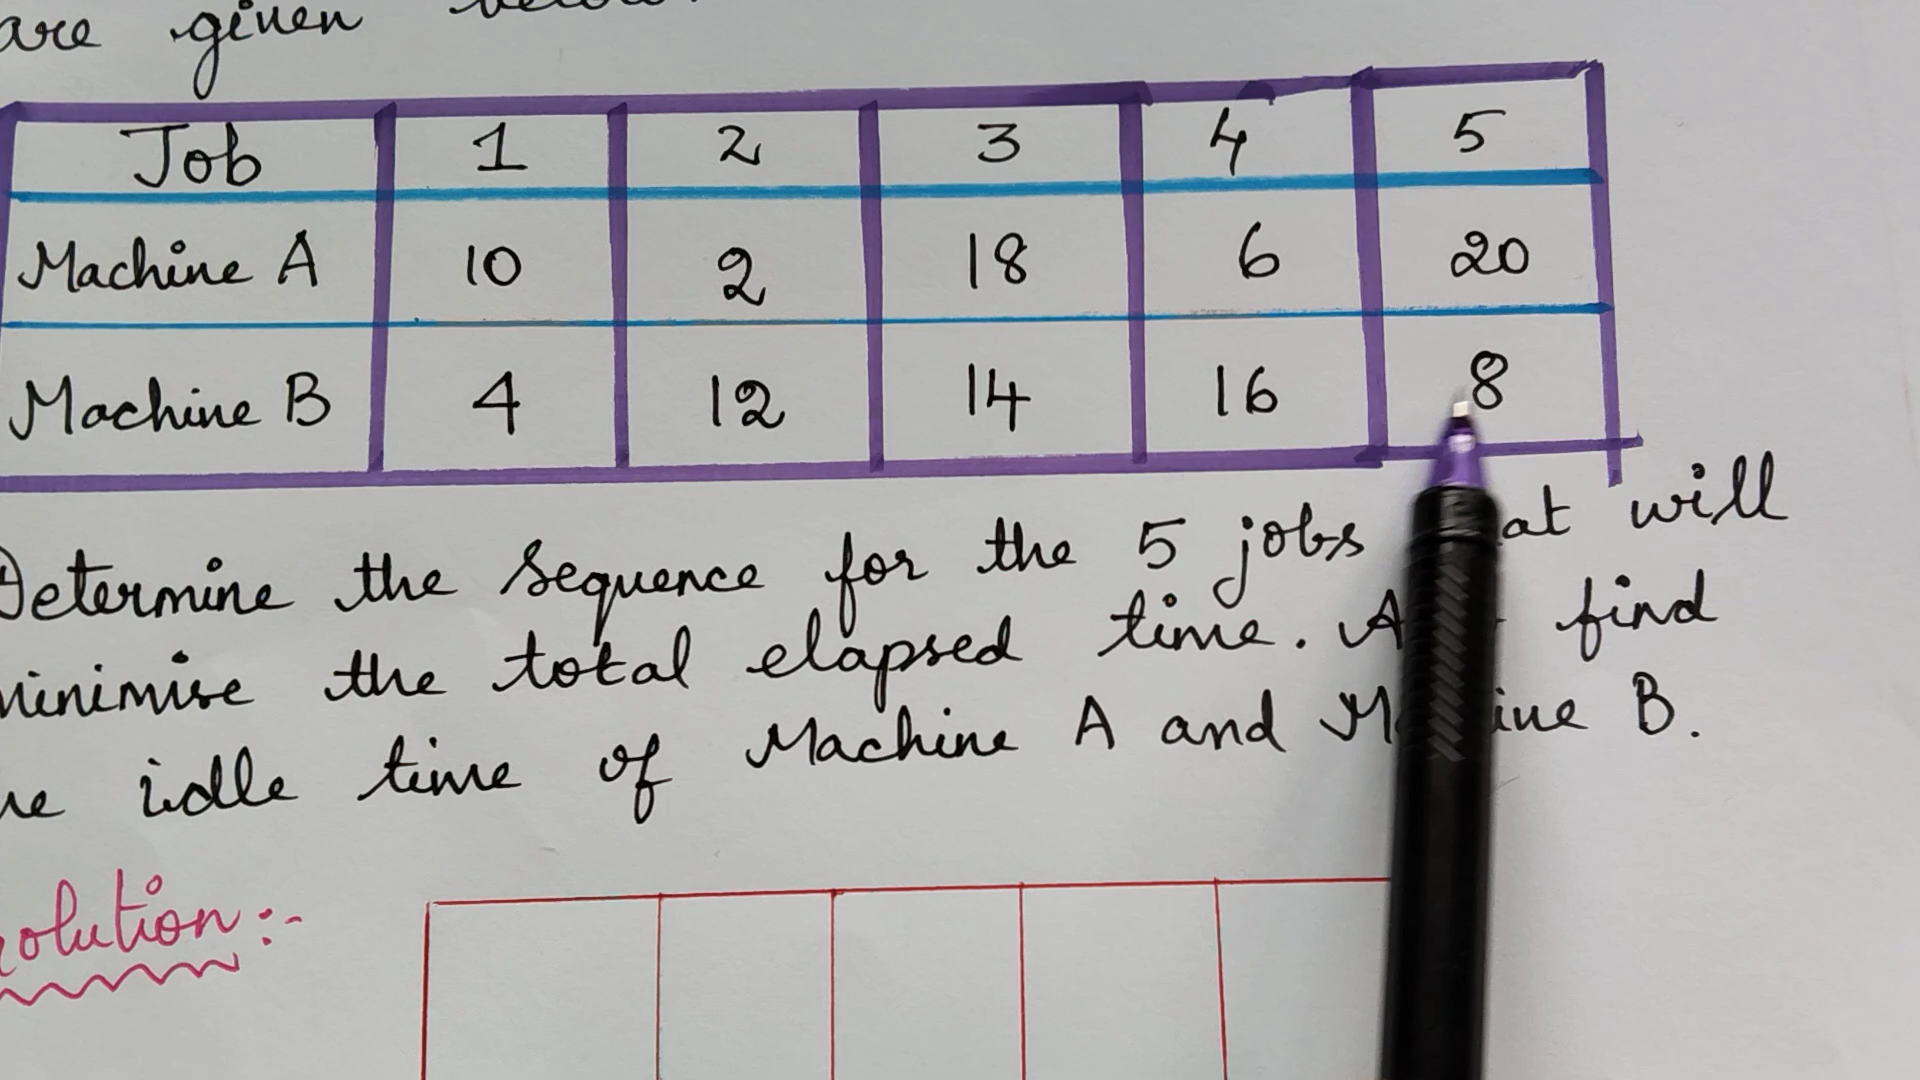 are given below.
Job 1 2 3 4 5
Machine A 10 2 18 6 20
Machine B 4 12 14 16 8
Determine the sequence for the 5 jobs will
minimise the total elapsed time. find
idle time of Machine A and B.
Solution:-